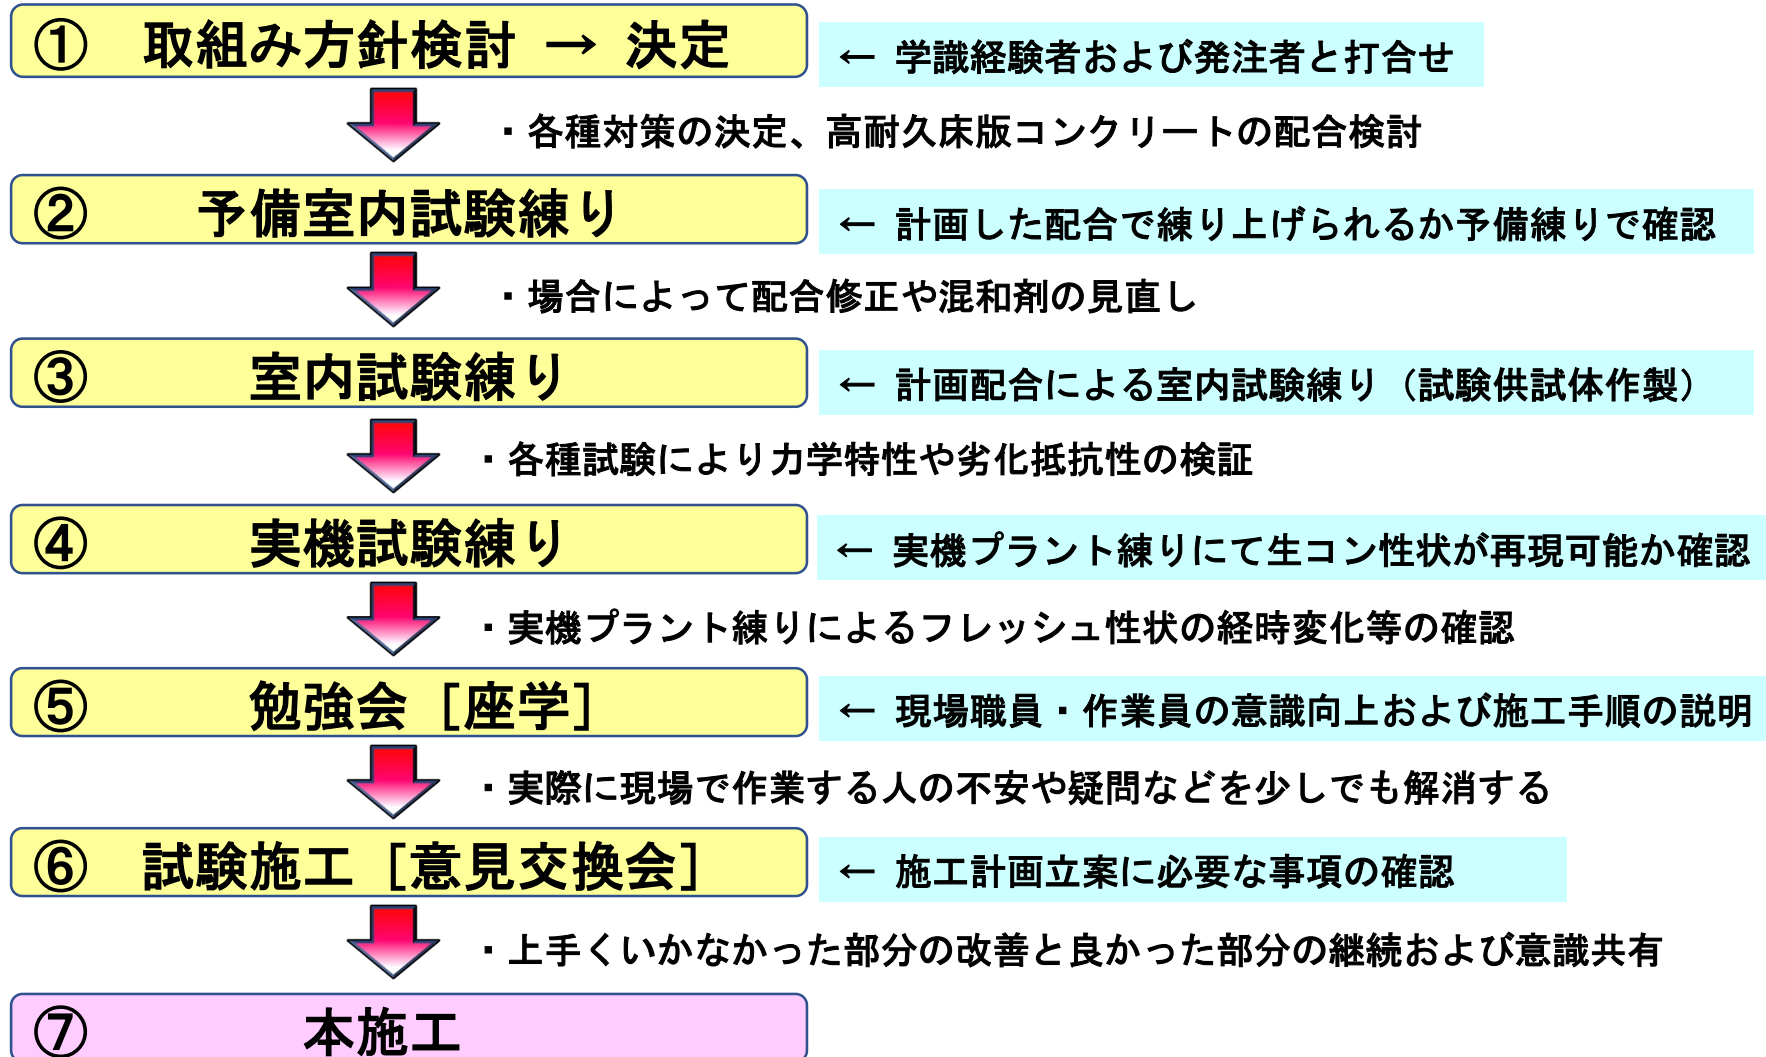 ① 取組み方針検討 → 決定
← 学識経験者および発注者と打合せ
・各種対策の決定、高耐久床版コンクリートの配合検討
② 予備室内試験練り
← 計画した配合で練り上げられるか予備練りで確認
・場合によって配合修正や混和剤の見直し
③ 室内試験練り
← 計画配合による室内試験練り（試験供試体作製）
・各種試験により力学特性や劣化抵抗性の検証
④ 実機試験練り
← 実機プラント練りにて生コン性状が再現可能か確認
・実機プラント練りによるフレッシュ性状の経時変化等の確認
⑤ 勉強会［座学］
← 現場職員・作業員の意識向上および施工手順の説明
・実際に現場で作業する人の不安や疑問などを少しでも解消する
⑥ 試験施工［意見交換会］
← 施工計画立案に必要な事項の確認
・上手くいかなかった部分の改善と良かった部分の継続および意識共有
⑦ 本施工